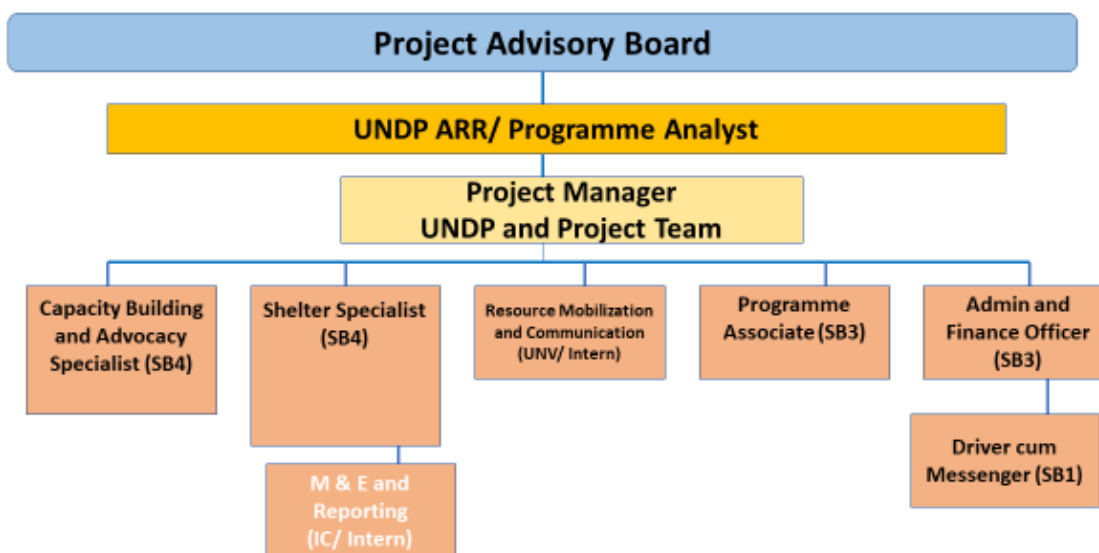 Project Advisory Board
UNDP ARR/ Programme Analyst
Project Manager
UNDP and Project Team
Capacity Building
and Advocacy
Specialist (SB4)
Shelter Specialist
(SB4)
Resource Mobilization
and Communication
(UNV/ Intern)
Programme
Associate (SB3)
Admin and
Finance Officer
(SB3)
M & E and
Reporting
(IC/ Intern)
Driver cum
Messenger (SB1)